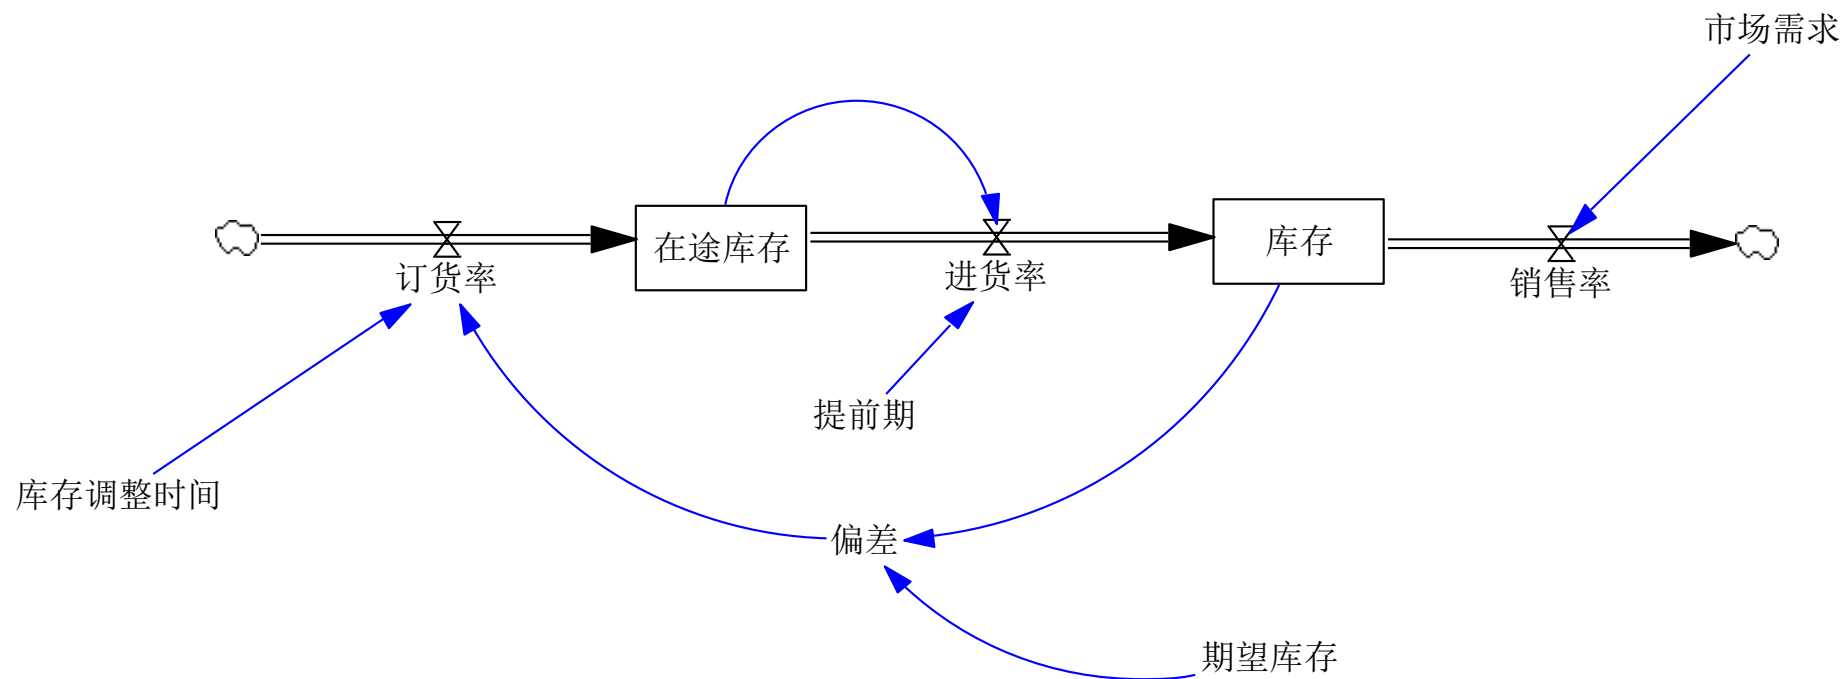 市场需求
在途库存
库存
订货率
进货率
销售率
提前期
库存调整时间
偏差
期望库存